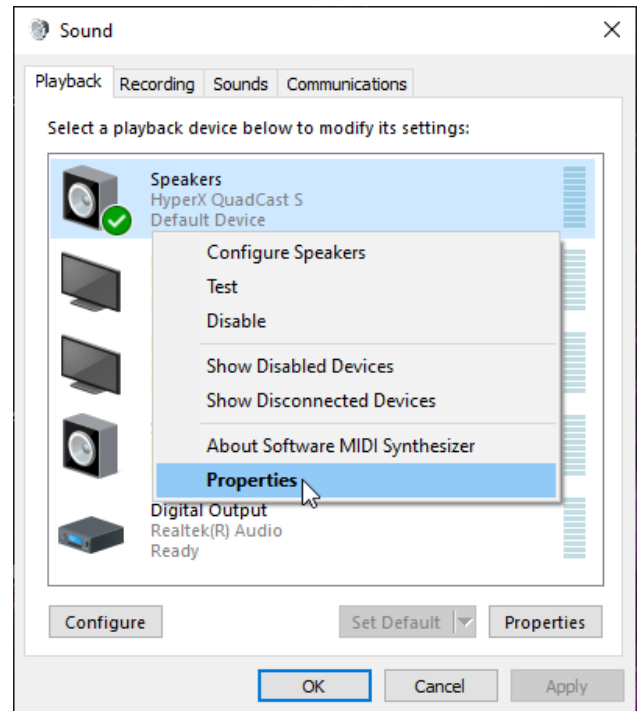 Sound
Playback Recording Sounds Communications
Select a playback device below to modify its settings:
Speakers
HyperX QuadCast S
Default Device
Configure Speakers
Test
Disable
Show Disabled Devices
Show Disconnected Devices
About Software MIDI Synthesizer
Properties
Digital Output
Realtek(R) Audio
Ready
Configure Set Default Properties
OK Cancel Apply